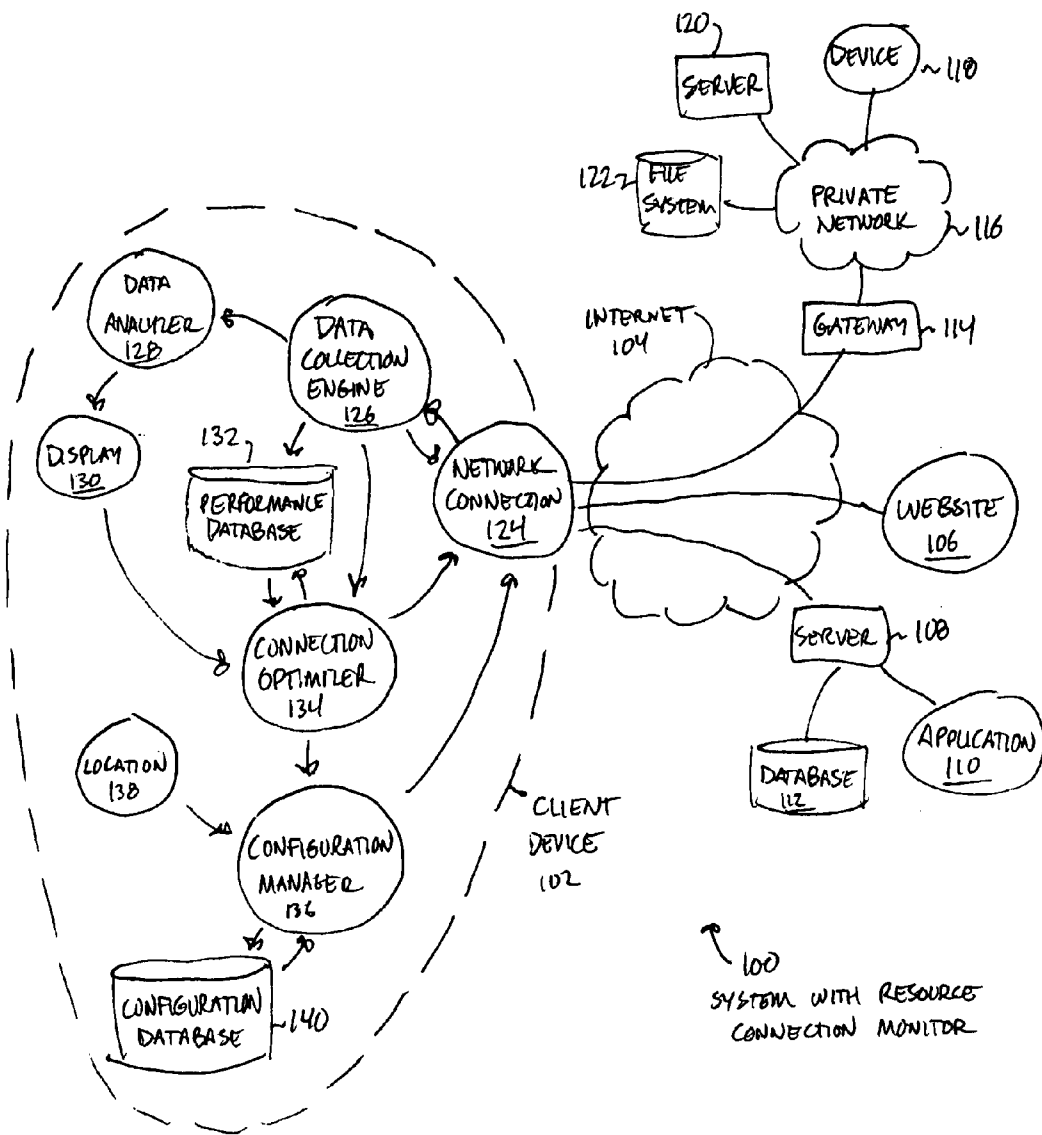 120
SERVER
DEVICE
118
122
FILE
SYSTEM
PRIVATE
NETWORK
116
INTERNET
104
GATEWAY
114
DATA
ANALYZER
128
DATA
COLLECTION
ENGINE
126
DISPLAY
130
132
PERFORMANCE
DATABASE
NETWORK
CONNECTION
124
WEBSITE
106
SERVER
108
CONNECTION
OPTIMIZER
134
APPLICATION
110
DATABASE
112
LOCATION
138
CLIENT
DEVICE
102
CONFIGURATION
MANAGER
136
CONFIGURATION
DATABASE
140
100
SYSTEM WITH RESOURCE
CONNECTION MONITOR